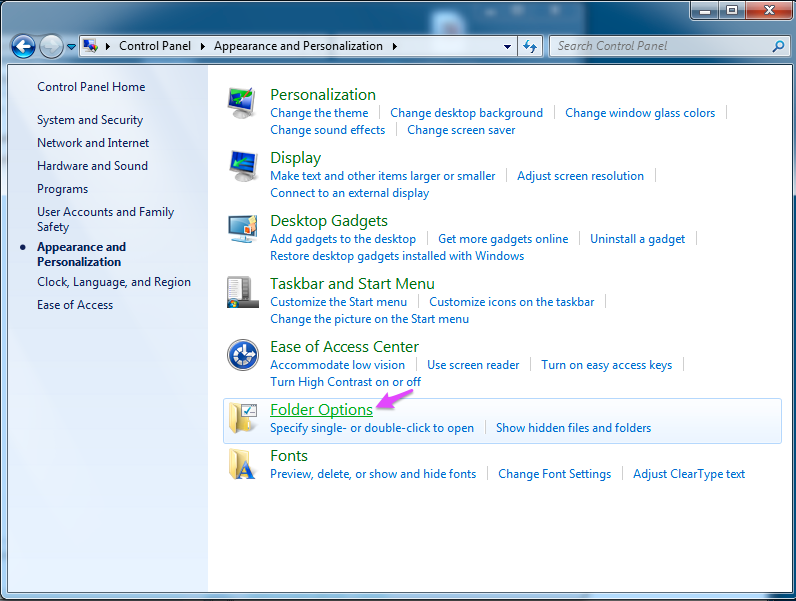 Control Panel Appearance and Personalization Search Control Panel
Control Panel Home
System and Security
Network and Internet
Hardware and Sound
Programs
User Accounts and Family
Safety
Appearance and
Personalization
Clock, Language, and Region
Ease of Access
Personalization
Change the theme Change desktop background Change window glass colors
Change sound effects Change screen saver
Display
Make text and other items larger or smaller Adjust screen resolution
Connect to an external display
Desktop Gadgets
Add gadgets to the desktop Get more gadgets online Uninstall a gadget
Restore desktop gadgets installed with Windows
Taskbar and Start Menu
Customize the Start menu Customize icons on the taskbar
Change the picture on the Start menu
Ease of Access Center
Accommodate low vision Use screen reader Turn on easy access keys
Turn High Contrast on or off
Folder Options
Specify single- or double-click to open Show hidden files and folders
Fonts
Preview, delete, or show and hide fonts Change Font Settings Adjust ClearType text